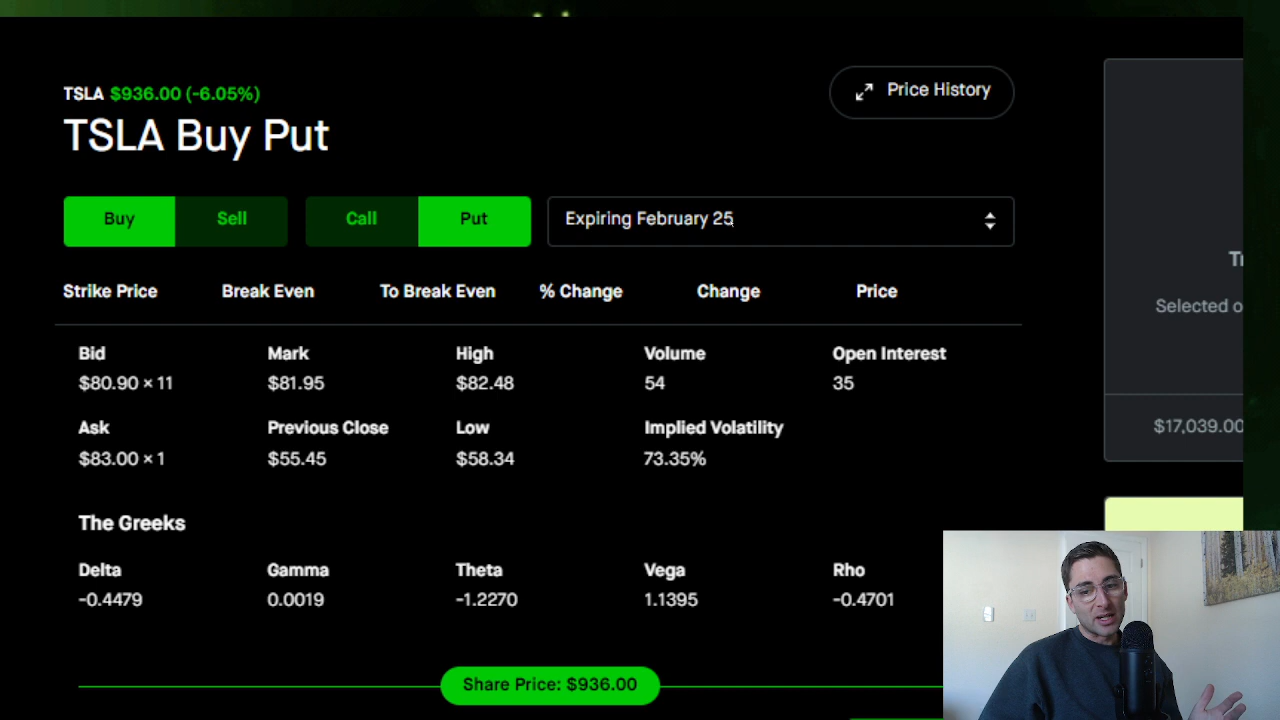 TSLA $936.00 (-6.05%)
Price History
TSLA Buy Put
Buy Sell Call Put Expiring February 25
Strike Price Break Even To Break Even % Change Change Price
Bid Mark High Volume Open Interest
$80.90 × 11 $81.95 $82.48 54 35
Ask Previous Close Low Implied Volatility
$83.00 × 1 $55.45 $58.34 73.35%
The Greeks
Delta Gamma Theta Vega Rho
-0.4479 0.0019 -1.2270 1.1395 -0.4701
Share Price: $936.00
Selected o
$17,039.00